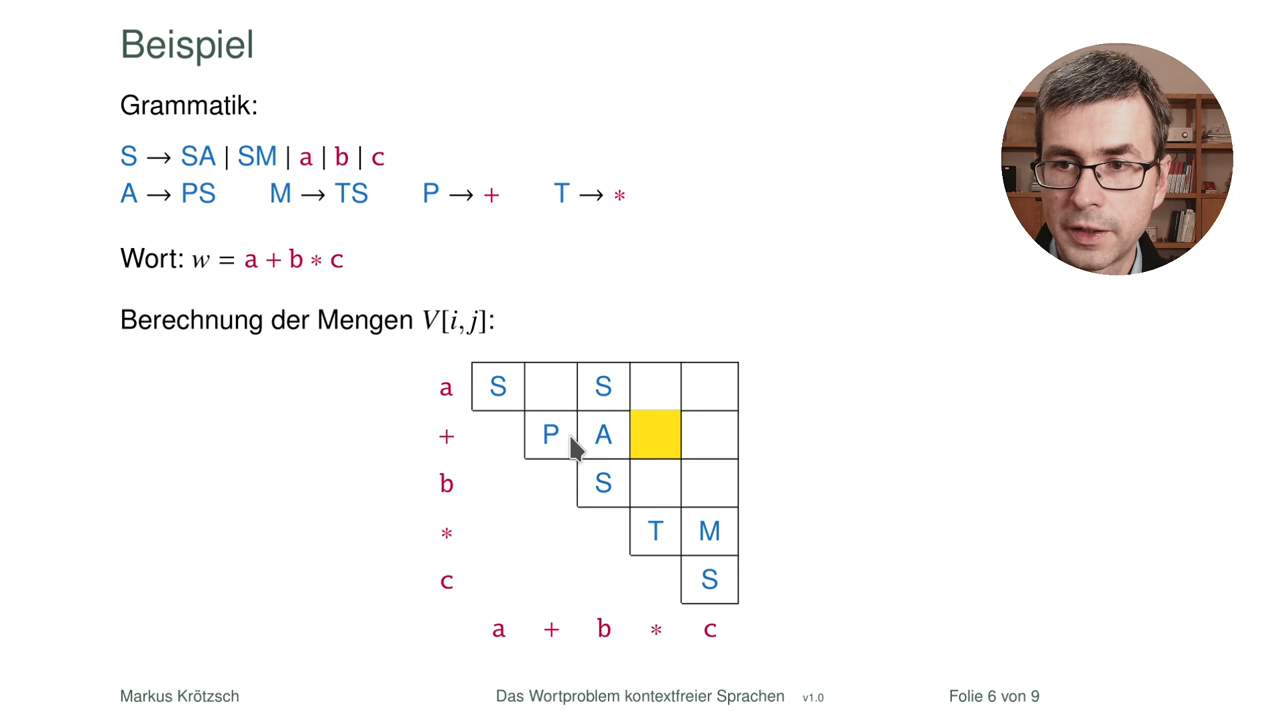 Beispiel
Grammatik:
S → SA | SM | a | b | c
A → PS M → TS P → + T → *
Wort: w = a + b * c
Berechnung der Mengen V[i, j]:
a S S
+ P A
b S
* T M
c S
a + b * c
Markus Krötzsch Das Wortproblem kontextfreier Sprachen v1.0 Folie 6 von 9